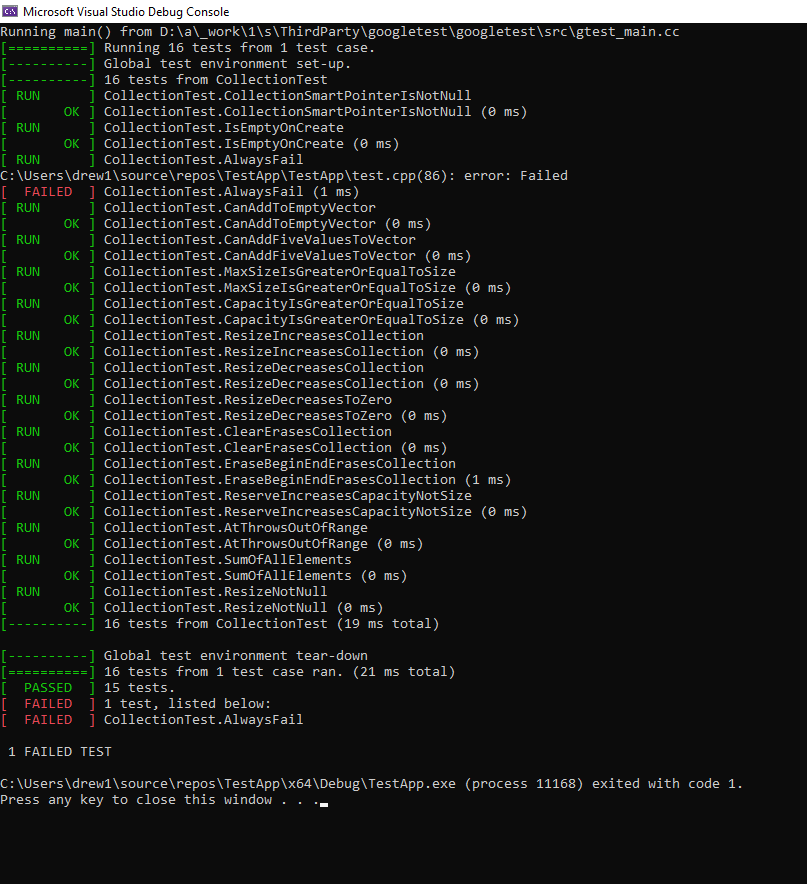 Microsoft Visual Studio Debug Console
Running main() from D:\a\_work\1\s\ThirdParty\googletest\googletest\src\gtest_main.cc
[==========] Running 16 tests from 1 test case.
[----------] Global test environment set-up.
[----------] 16 tests from CollectionTest
[ RUN      ] CollectionTest.CollectionSmartPointerIsNotNull
[       OK ] CollectionTest.CollectionSmartPointerIsNotNull (0 ms)
[ RUN      ] CollectionTest.IsEmptyOnCreate
[       OK ] CollectionTest.IsEmptyOnCreate (0 ms)
[ RUN      ] CollectionTest.AlwaysFail
C:\Users\drew1\source\repos\TestApp\TestApp\test.cpp(86): error: Failed
[  FAILED  ] CollectionTest.AlwaysFail (1 ms)
[ RUN      ] CollectionTest.CanAddToEmptyVector
[       OK ] CollectionTest.CanAddToEmptyVector (0 ms)
[ RUN      ] CollectionTest.CanAddFiveValuesToVector
[       OK ] CollectionTest.CanAddFiveValuesToVector (0 ms)
[ RUN      ] CollectionTest.MaxSizeIsGreaterOrEqualToSize
[       OK ] CollectionTest.MaxSizeIsGreaterOrEqualToSize (0 ms)
[ RUN      ] CollectionTest.CapacityIsGreaterOrEqualToSize
[       OK ] CollectionTest.CapacityIsGreaterOrEqualToSize (0 ms)
[ RUN      ] CollectionTest.ResizeIncreasesCollection
[       OK ] CollectionTest.ResizeIncreasesCollection (0 ms)
[ RUN      ] CollectionTest.ResizeDecreasesCollection
[       OK ] CollectionTest.ResizeDecreasesCollection (0 ms)
[ RUN      ] CollectionTest.ResizeDecreasesToZero
[       OK ] CollectionTest.ResizeDecreasesToZero (0 ms)
[ RUN      ] CollectionTest.ClearErasesCollection
[       OK ] CollectionTest.ClearErasesCollection (0 ms)
[ RUN      ] CollectionTest.EraseBeginEndErasesCollection
[       OK ] CollectionTest.EraseBeginEndErasesCollection (1 ms)
[ RUN      ] CollectionTest.ReserveIncreasesCapacityNotSize
[       OK ] CollectionTest.ReserveIncreasesCapacityNotSize (0 ms)
[ RUN      ] CollectionTest.AtThrowsOutOfRange
[       OK ] CollectionTest.AtThrowsOutOfRange (0 ms)
[ RUN      ] CollectionTest.SumOfAllElements
[       OK ] CollectionTest.SumOfAllElements (0 ms)
[ RUN      ] CollectionTest.ResizeNotNull
[       OK ] CollectionTest.ResizeNotNull (0 ms)
[----------] 16 tests from CollectionTest (19 ms total)
[----------] Global test environment tear-down
[==========] 16 tests from 1 test case ran. (21 ms total)
[  PASSED  ] 15 tests.
[  FAILED  ] 1 test, listed below:
[  FAILED  ] CollectionTest.AlwaysFail
1 FAILED TEST
C:\Users\drew1\source\repos\TestApp\x64\Debug\TestApp.exe (process 11168) exited with code 1.
Press any key to close this window . . .